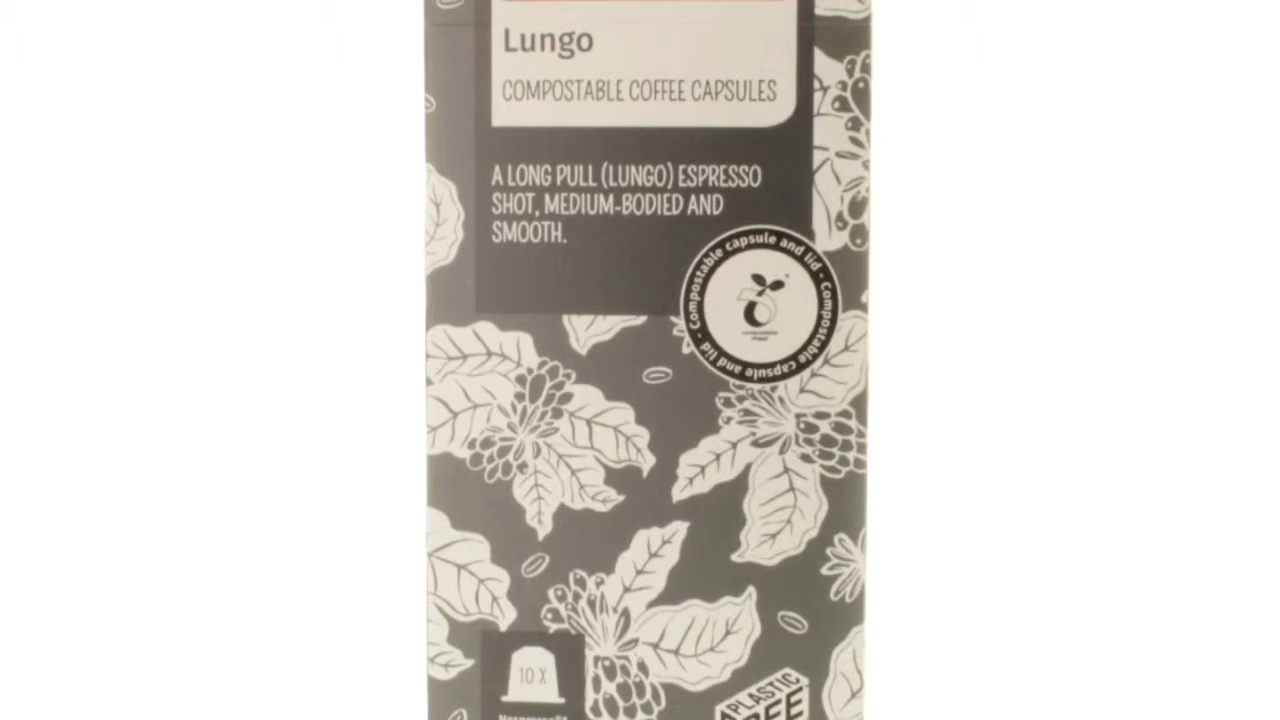 Lungo
COMPOSTABLE COFFEE CAPSULES
A LONG PULL (LUNGO) ESPRESSO
SHOT, MEDIUM-BODIED AND
SMOOTH.
Compostable capsule and lid - Compostable capsule and lid -
10 X
PLASTIC
FREE